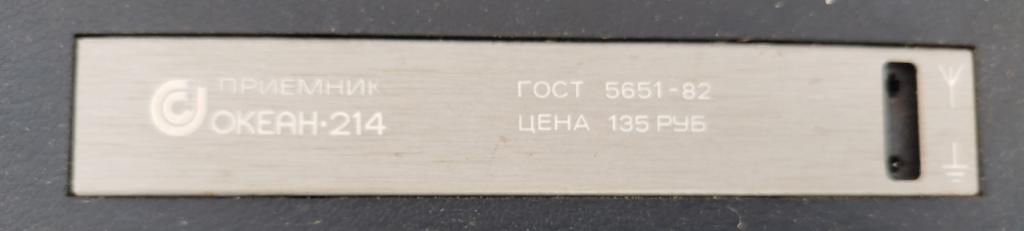 ПРИЕМНИК
ОКЕАН·214
ГОСТ 5651-82
ЦЕНА 135 РУБ